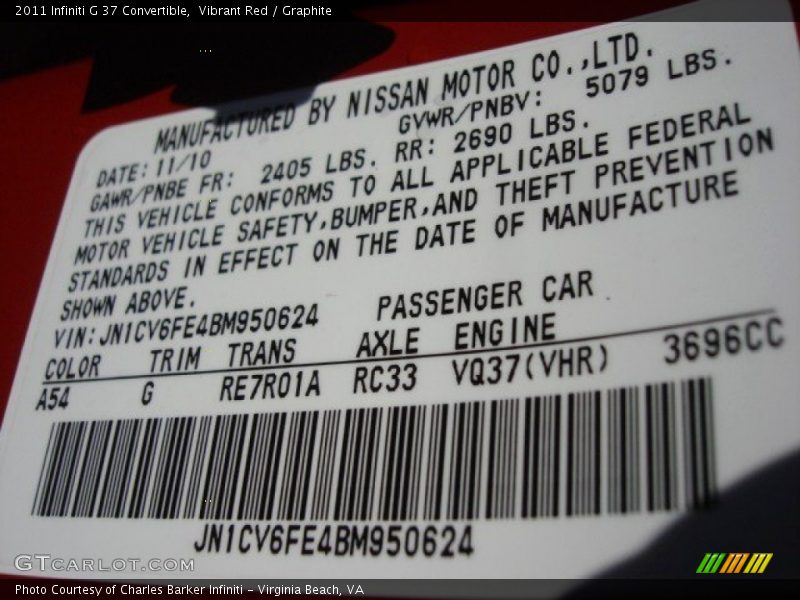 2011 Infiniti G 37 Convertible, Vibrant Red / Graphite
MANUFACTURED BY NISSAN MOTOR CO.,LTD.
DATE: 11/10 GVWR/PNBV: 5079 LBS.
GAWR/PNBE FR: 2405 LBS. RR: 2690 LBS.
THIS VEHICLE CONFORMS TO ALL APPLICABLE FEDERAL
MOTOR VEHICLE SAFETY,BUMPER,AND THEFT PREVENTION
STANDARDS IN EFFECT ON THE DATE OF MANUFACTURE
SHOWN ABOVE.
VIN: JN1CV6FE4BM950624 PASSENGER CAR
COLOR TRIM TRANS AXLE ENGINE
A54 G RE7R01A RC33 VQ37(VHR) 3696CC
JN1CV6FE4BM950624
GTCARLOT.COM
Photo Courtesy of Charles Barker Infiniti - Virginia Beach, VA